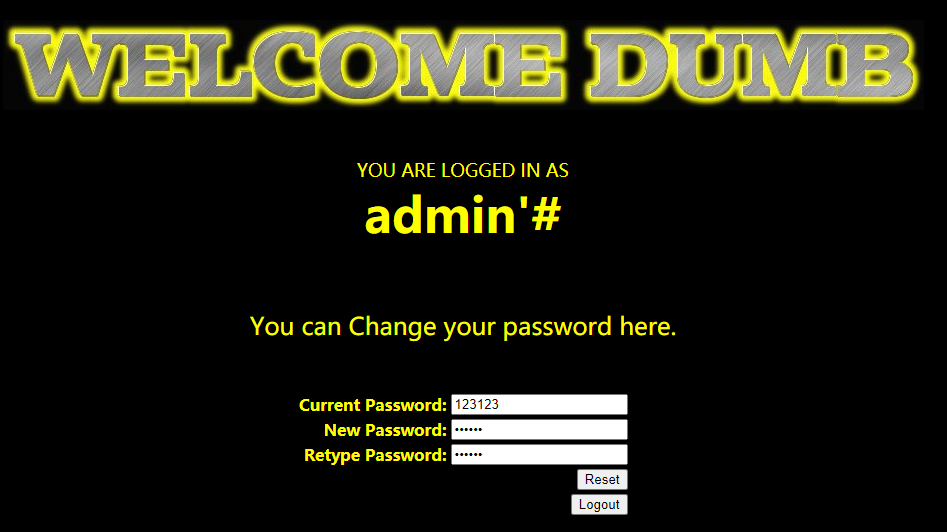 WELCOME DUMB
YOU ARE LOGGED IN AS
admin'#
You can Change your password here.
Current Password: 123123
New Password: ••••••
Retype Password: ••••••
Reset
Logout